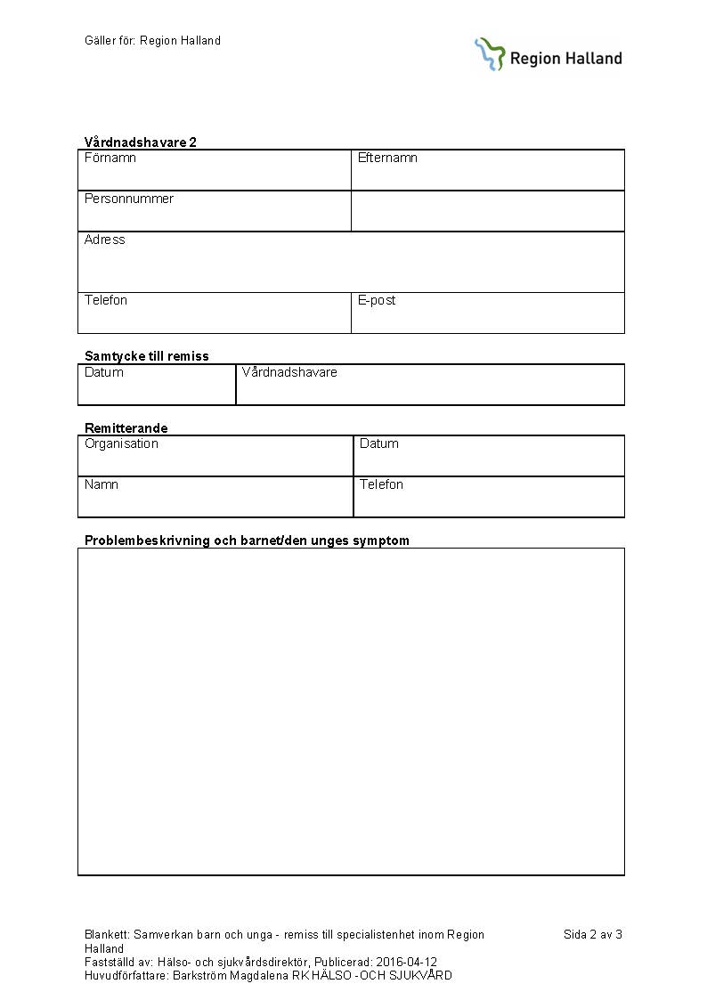 Gäller för: Region Halland
Region Halland
Vårdnadshavare 2
Förnamn Efternamn
Personnummer
Adress
Telefon E-post
Samtycke till remiss
Datum Vårdnadshavare
Remitterande
Organisation Datum
Namn Telefon
Problembeskrivning och barnet/den unges symptom
Blankett: Samverkan barn och unga - remiss till specialistenhet inom Region Sida 2 av 3
Halland
Fastställd av: Hälso- och sjukvårdsdirektör, Publicerad: 2016-04-12
Huvudförfattare: Barkström Magdalena RK HÄLSO -OCH SJUKVÅRD